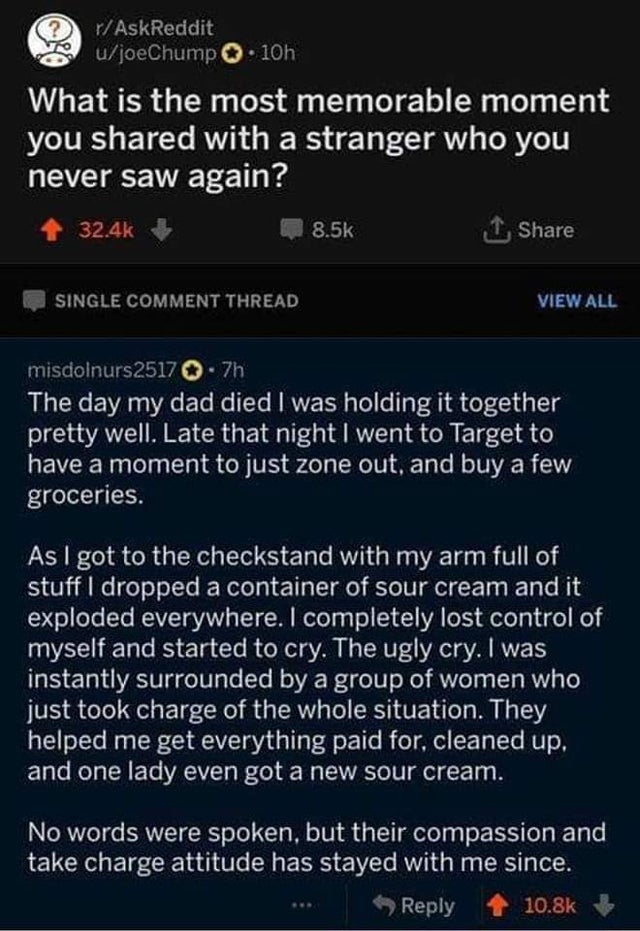 r/AskReddit
u/joeChump • 10h
What is the most memorable moment
you shared with a stranger who you
never saw again?
32.4k 8.5k Share
SINGLE COMMENT THREAD VIEW ALL
misdolnurs2517 • 7h
The day my dad died I was holding it together
pretty well. Late that night I went to Target to
have a moment to just zone out, and buy a few
groceries.
As I got to the checkstand with my arm full of
stuff I dropped a container of sour cream and it
exploded everywhere. I completely lost control of
myself and started to cry. The ugly cry. I was
instantly surrounded by a group of women who
just took charge of the whole situation. They
helped me get everything paid for, cleaned up,
and one lady even got a new sour cream.
No words were spoken, but their compassion and
take charge attitude has stayed with me since.
... Reply 10.8k